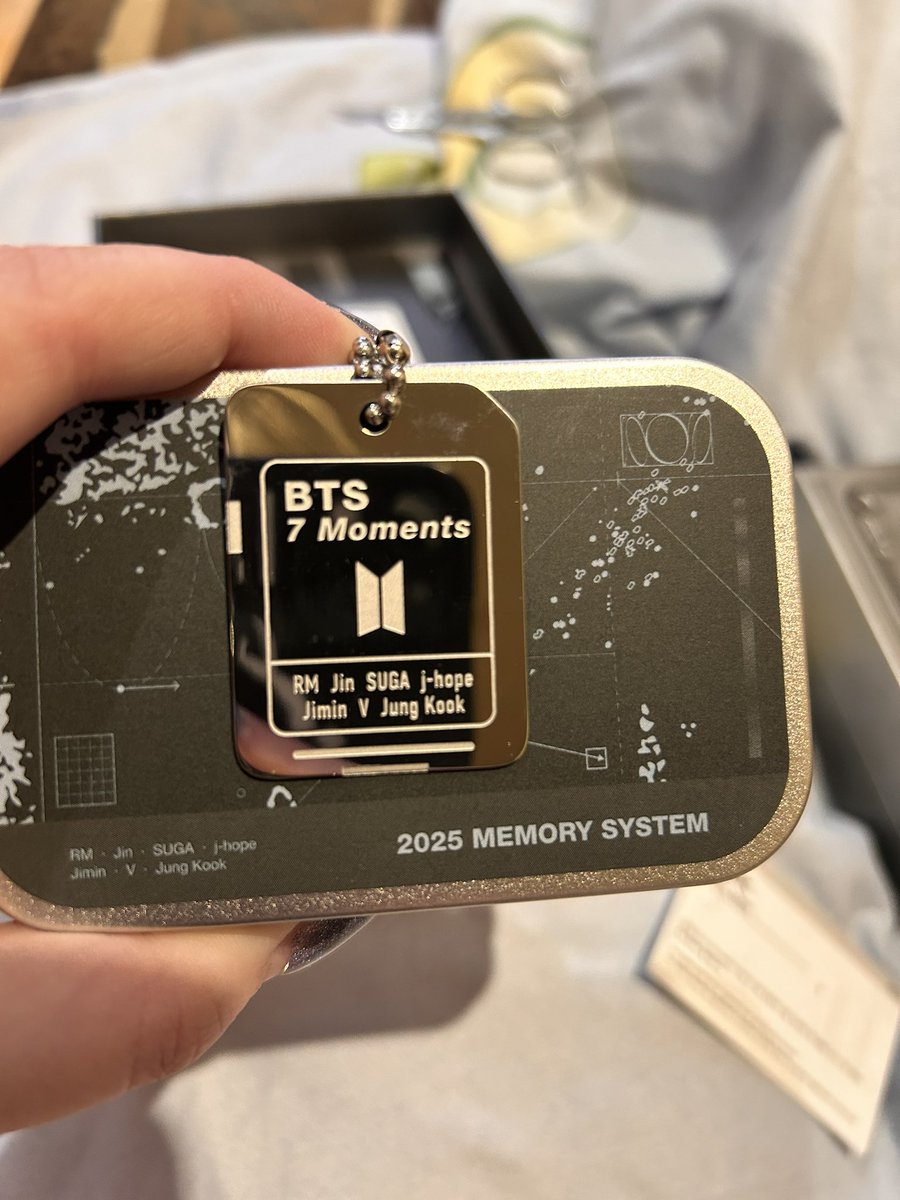 BTS
7 Moments
RM Jin SUGA j-hope
Jimin V Jung Kook
2025 MEMORY SYSTEM
RM · Jin · SUGA · j-hope
Jimin · V · Jung Kook